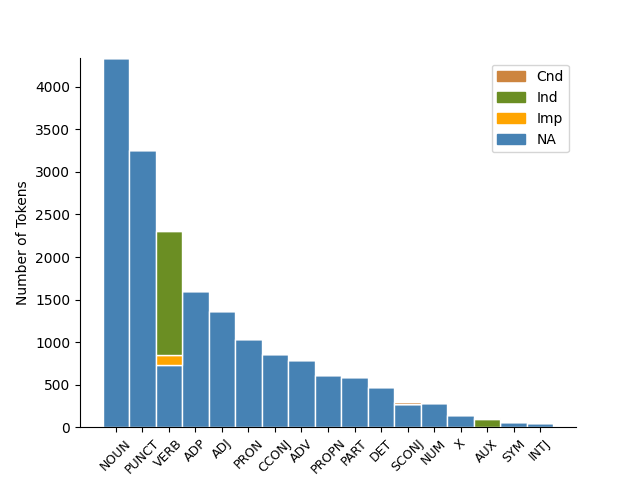 Number of Tokens
4000
3500
3000
2500
2000
1500
1000
500
0
Cnd
Ind
Imp
NA
NOUN
PUNCT
VERB
ADP
ADJ
PRON
CCONJ
ADV
PROPN
PART
DET
SCONJ
NUM
X
AUX
SYM
INTJ